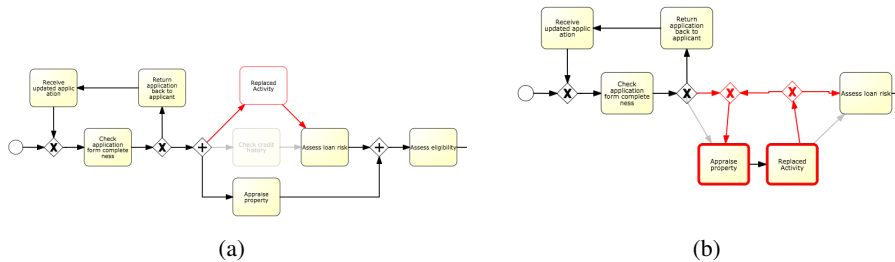 Receive
updated applic
ation
Return
application
back to
applicant
Replaced
Activity
Check
application
form complete
ness
Check credit
history
Assess loan risk
Assess eligibility
Appraise
property
(a)
Receive
updated applic
ation
Return
application
back to
applicant
Check
application
form complete
ness
Assess loan risk
Appraise
property
Replaced
Activity
(b)